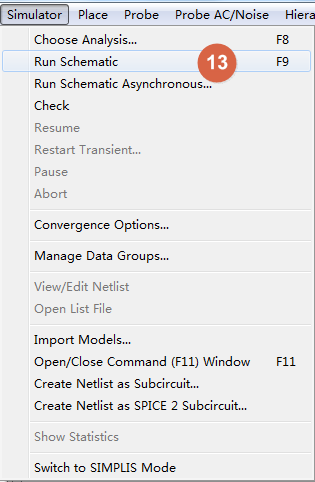 Simulator Place Probe Probe AC/Noise Hiera
Choose Analysis... F8
Run Schematic 13 F9
Run Schematic Asynchronous...
Check
Resume
Restart Transient...
Pause
Abort
Convergence Options...
Manage Data Groups...
View/Edit Netlist
Open List File
Import Models...
Open/Close Command (F11) Window F11
Create Netlist as Subcircuit...
Create Netlist as SPICE 2 Subcircuit...
Show Statistics
Switch to SIMPLIS Mode